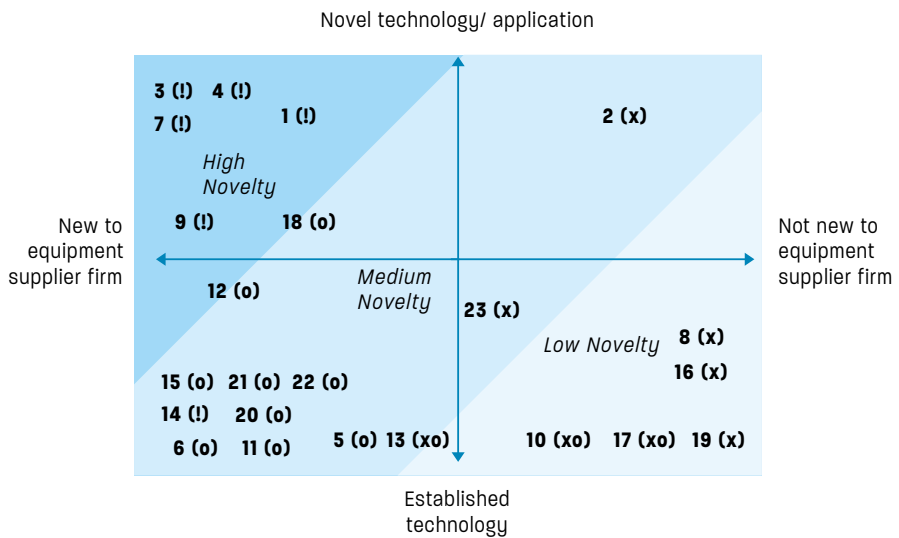 Novel technology/ application
3 (!) 4 (!)
1 (!)
2 (x)
7 (!)
High
Novelty
9 (!) 18 (o)
New to
equipment
supplier firm
Not new to
equipment
supplier firm
12 (o)
Medium
Novelty
23 (x)
Low Novelty
8 (x)
16 (x)
15 (o) 21 (o) 22 (o)
14 (!) 20 (o)
6 (o) 11 (o)
5 (o) 13 (xo)
10 (xo) 17 (xo) 19 (x)
Established
technology